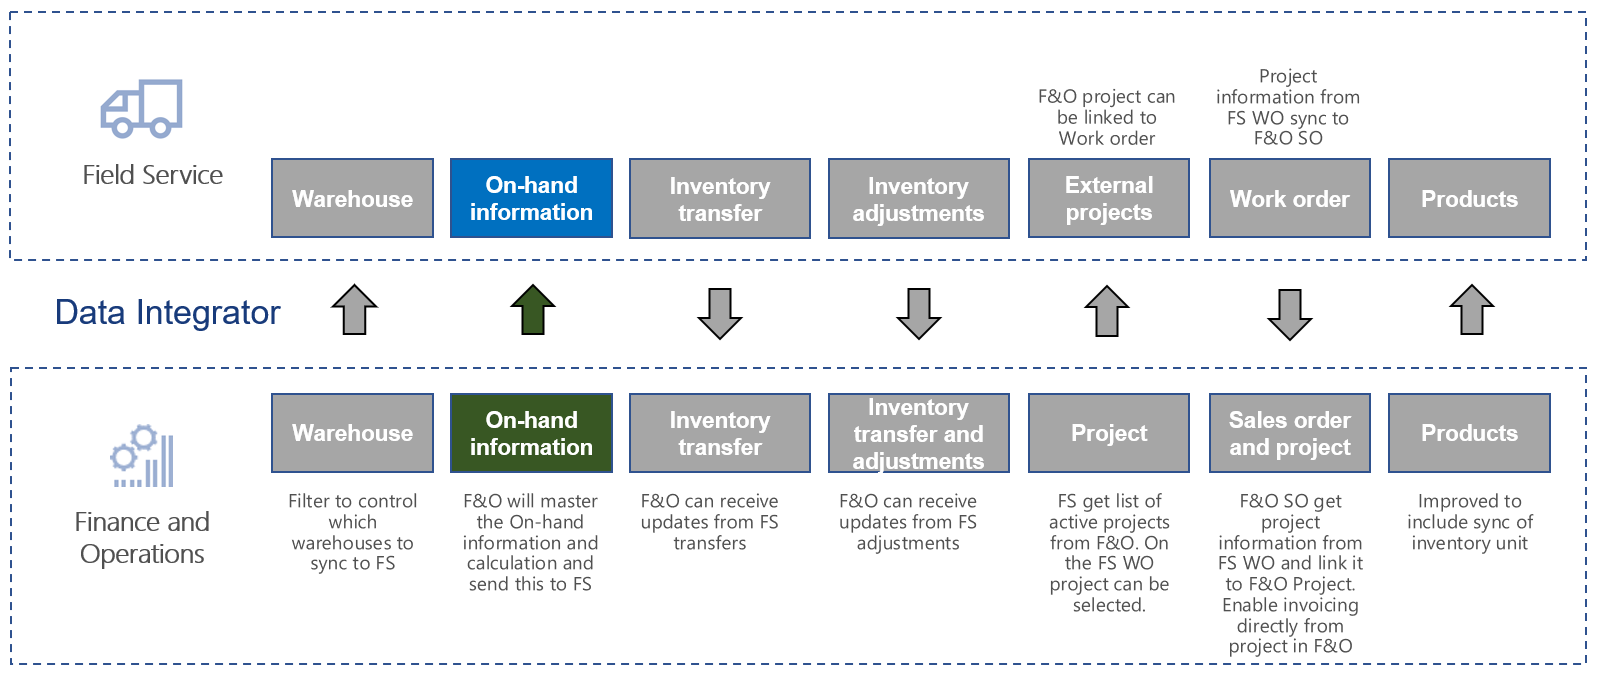 F&O project can
be linked to
Work order
Project
information from
FS WO sync to
F&O SO
Field Service
Warehouse
On-hand
information
Inventory
transfer
Inventory
adjustments
External
projects
Work order
Products
Data Integrator
Finance and
Operations
Warehouse
On-hand
information
Inventory
transfer
Inventory
transfer and
adjustments
Project
Sales order
and project
Products
Filter to control
which
warehouses to
sync to FS
F&O will master
the On-hand
information and
calculation and
send this to FS
F&O can receive
updates from FS
transfers
F&O can receive
updates from FS
adjustments
FS get list of
active projects
from F&O. On
the FS WO
project can be
selected.
F&O SO get
project
information from
FS WO and link it
to F&O Project.
Enable invoicing
directly from
project in F&O
Improved to
include sync of
inventory unit